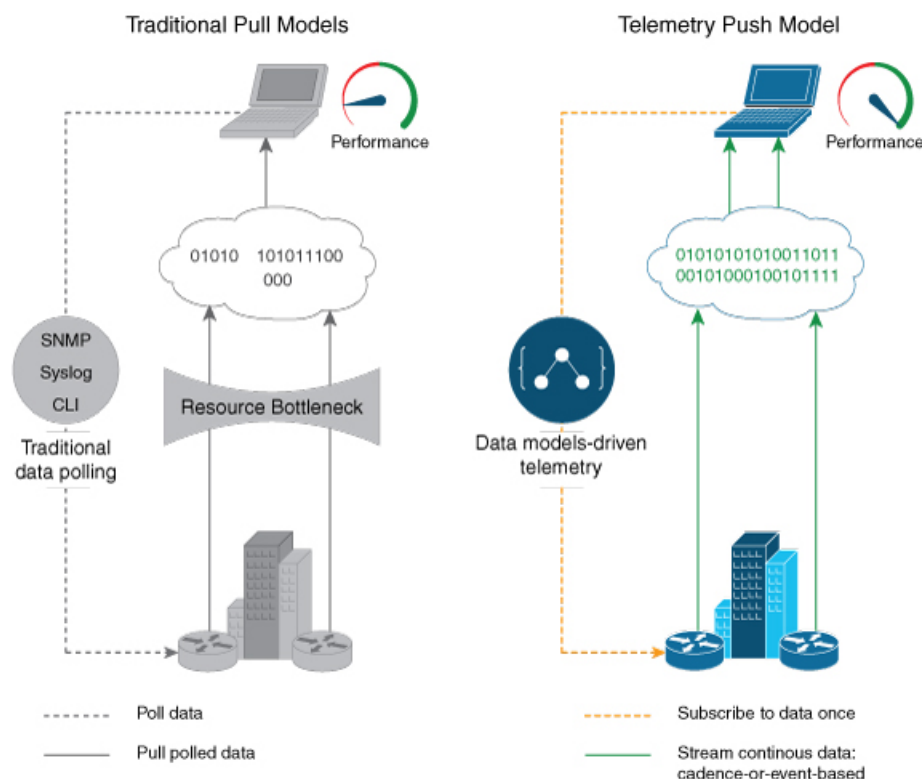 Traditional Pull Models
Performance
01010 101011100
000
SNMP
Syslog
CLI
Resource Bottleneck
Traditional
data polling
Poll data
Pull polled data
Telemetry Push Model
Performance
010101010100110​11
00101000100101111
Data models-driven
telemetry
Subscribe to data once
Stream continous data:
cadence-or-event-based